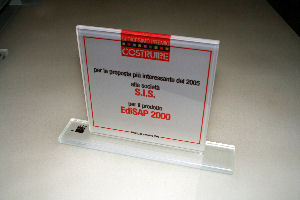 COSTRUIRE
per la proposta più interessante del 2005
alla società
S.I.S.
per il prodotto
EdiSAP 2000